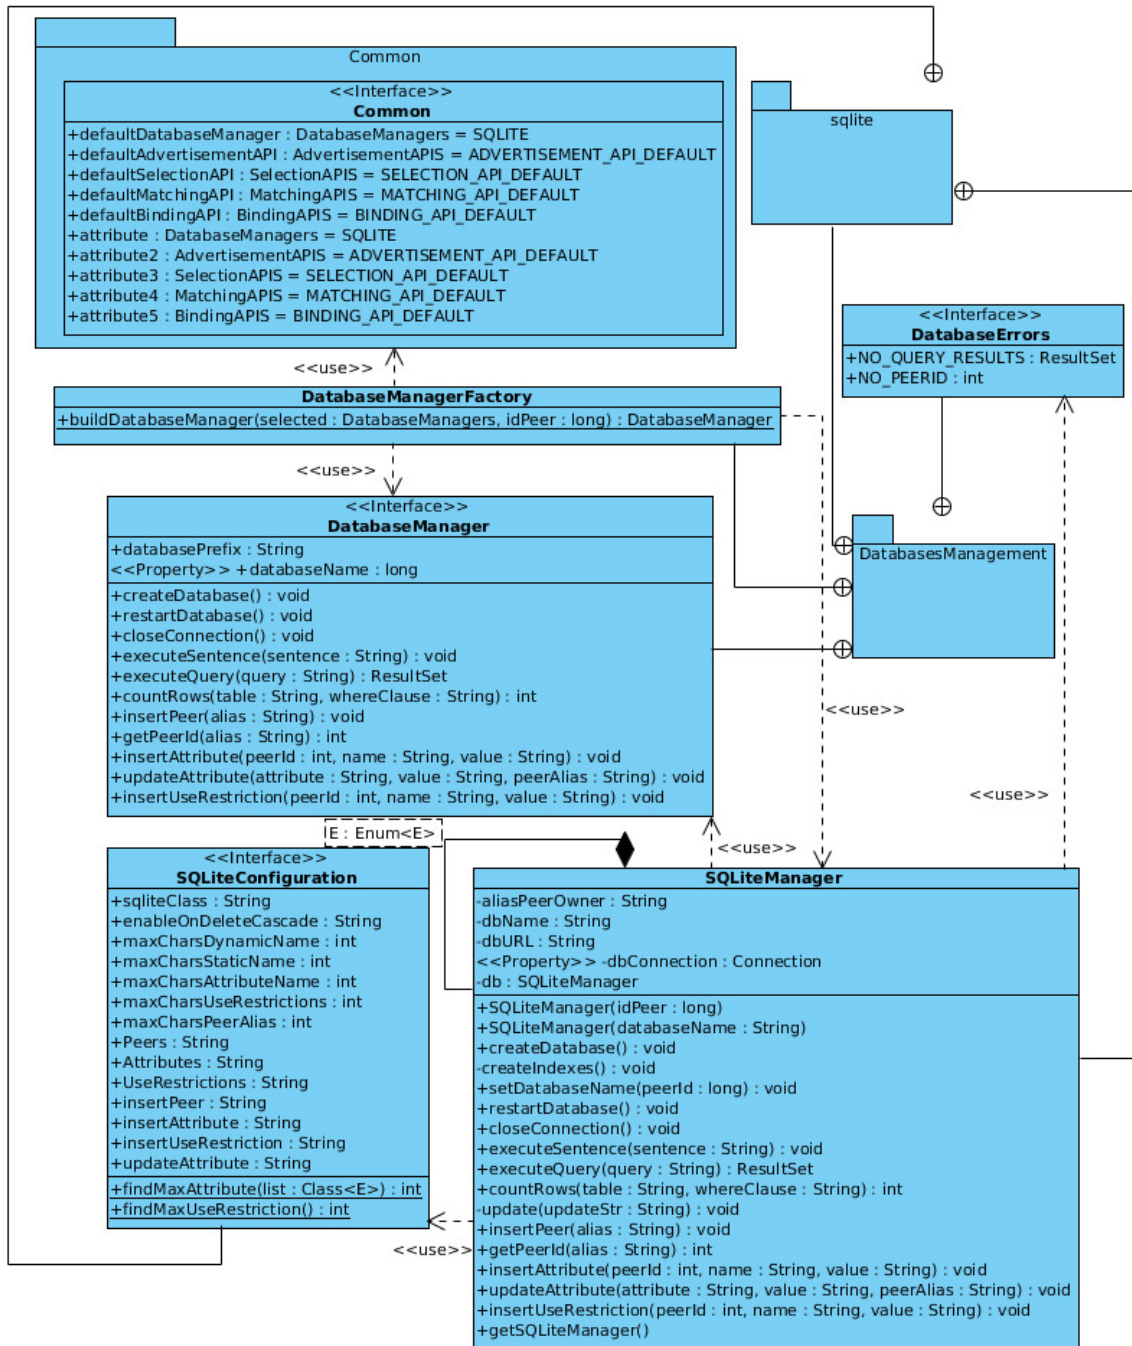 Common
<<Interface>>
Common
+defaultDatabaseManager : DatabaseManagers = SQLITE
+defaultAdvertisementAPI : AdvertisementAPIS = ADVERTISEMENT_API_DEFAULT
+defaultSelectionAPI : SelectionAPIS = SELECTION_API_DEFAULT
+defaultMatchingAPI : MatchingAPIS = MATCHING_API_DEFAULT
+defaultBindingAPI : BindingAPIS = BINDING_API_DEFAULT
+attribute : DatabaseManagers = SQLITE
+attribute2 : AdvertisementAPIS = ADVERTISEMENT_API_DEFAULT
+attribute3 : SelectionAPIS = SELECTION_API_DEFAULT
+attribute4 : MatchingAPIS = MATCHING_API_DEFAULT
+attribute5 : BindingAPIS = BINDING_API_DEFAULT
sqlite
<<Interface>>
DatabaseErrors
+NO_QUERY_RESULTS : ResultSet
+NO_PEERID : int
<<use>>
DatabaseManagerFactory
+buildDatabaseManager(selected : DatabaseManagers, idPeer : long) : DatabaseManager
<<use>>
<<Interface>>
DatabaseManager
+databasePrefix : String
<<Property>> +databaseName : long
+createDatabase() : void
+restartDatabase() : void
+closeConnection() : void
+executeSentence(sentence : String) : void
+executeQuery(query : String) : ResultSet
+countRows(table : String, whereClause : String) : int
+insertPeer(alias : String) : void
+getPeerId(alias : String) : int
+insertAttribute(peerId : int, name : String, value : String) : void
+updateAttribute(attribute : String, value : String, peerAlias : String) : void
+insertUseRestriction(peerId : int, name : String, value : String) : void
DatabasesManagement
<<use>>
<<use>>
<<use>>
E : Enum<E>
<<Interface>>
SQLiteConfiguration
+sqliteClass : String
+enableOnDeleteCascade : String
+maxCharsDynamicName : int
+maxCharsStaticName : int
+maxCharsAttributeName : int
+maxCharsUseRestrictions : int
+maxCharsPeerAlias : int
+Peers : String
+Attributes : String
+UseRestrictions : String
+insertPeer : String
+insertAttribute : String
+insertUseRestriction : String
+updateAttribute : String
+findMaxAttribute(list : Class<E>) : int
+findMaxUseRestriction() : int
<<use>>
SQLiteManager
-aliasPeerOwner : String
-dbName : String
-dbURL : String
<<Property>> -dbConnection : Connection
-db : SQLiteManager
+SQLiteManager(idPeer : long)
+SQLiteManager(databaseName : String)
+createDatabase() : void
-createIndexes() : void
+setDatabaseName(peerId : long) : void
+restartDatabase() : void
+closeConnection() : void
+executeSentence(sentence : String) : void
+executeQuery(query : String) : ResultSet
+countRows(table : String, whereClause : String) : int
-update(updateStr : String) : void
+insertPeer(alias : String) : void
+getPeerId(alias : String) : int
+insertAttribute(peerId : int, name : String, value : String) : void
+updateAttribute(attribute : String, value : String, peerAlias : String) : void
+insertUseRestriction(peerId : int, name : String, value : String) : void
+getSQLiteManager()